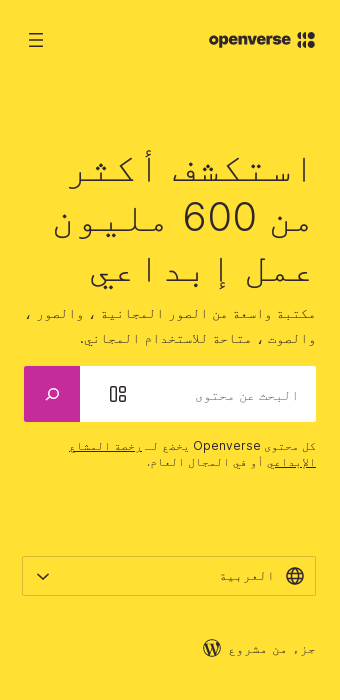 openverse
استكشف أكثر
من 600 مليون
عمل إبداعي
مكتبة واسعة من الصور المجانية ، والصور ،
والصوت ، متاحة للاستخدام المجاني.
البحث عن محتوى
كل محتوى Openverse يخضع لـ رخصة المشاع
الإبداعي أو في المجال العام.
العربية
جزء من مشروع